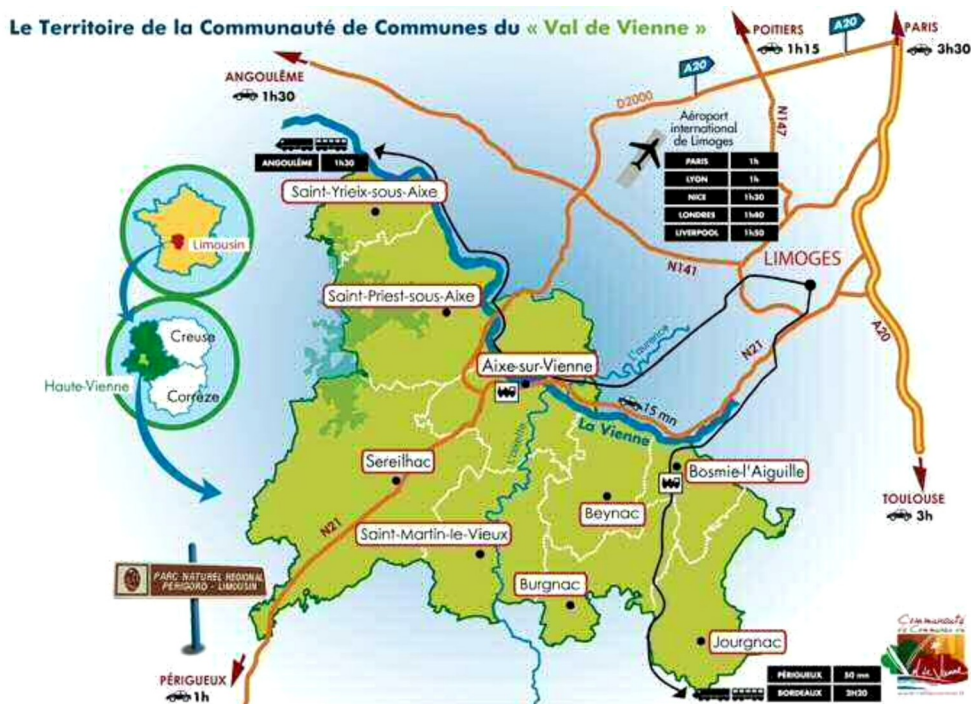 Le Territoire de la Communauté de Communes du « Val de Vienne »
A20
POITIERS
1h15
A20
PARIS
3h30
ANGOULÊME
1h30
D2000
N147
Aéroport
international
de Limoges
PARIS 1h
LYON 1h
NICE 1h30
LONDRES 1h40
LIVERPOOL 1h50
ANGOULÊME 1h30
Saint-Yrieix-sous-Aixe
Limousin
N141
LIMOGES
Saint-Priest-sous-Aixe
Creuse
Haute-Vienne
Corrèze
L'aurence
N21
A20
Aixe-sur-Vienne
15 mn
La Vienne
Sereilhac
Bosmie-l'Aiguille
Beynac
TOULOUSE
3h
N21
Saint-Martin-le-Vieux
Burgnac
PARC NATUREL REGIONAL
PÉRIGORD - LIMOUSIN
Jourgnac
Communauté
de Communes du
Val de Vienne
PÉRIGUEUX
1h
PÉRIGUEUX 50 mn
BORDEAUX 2H20